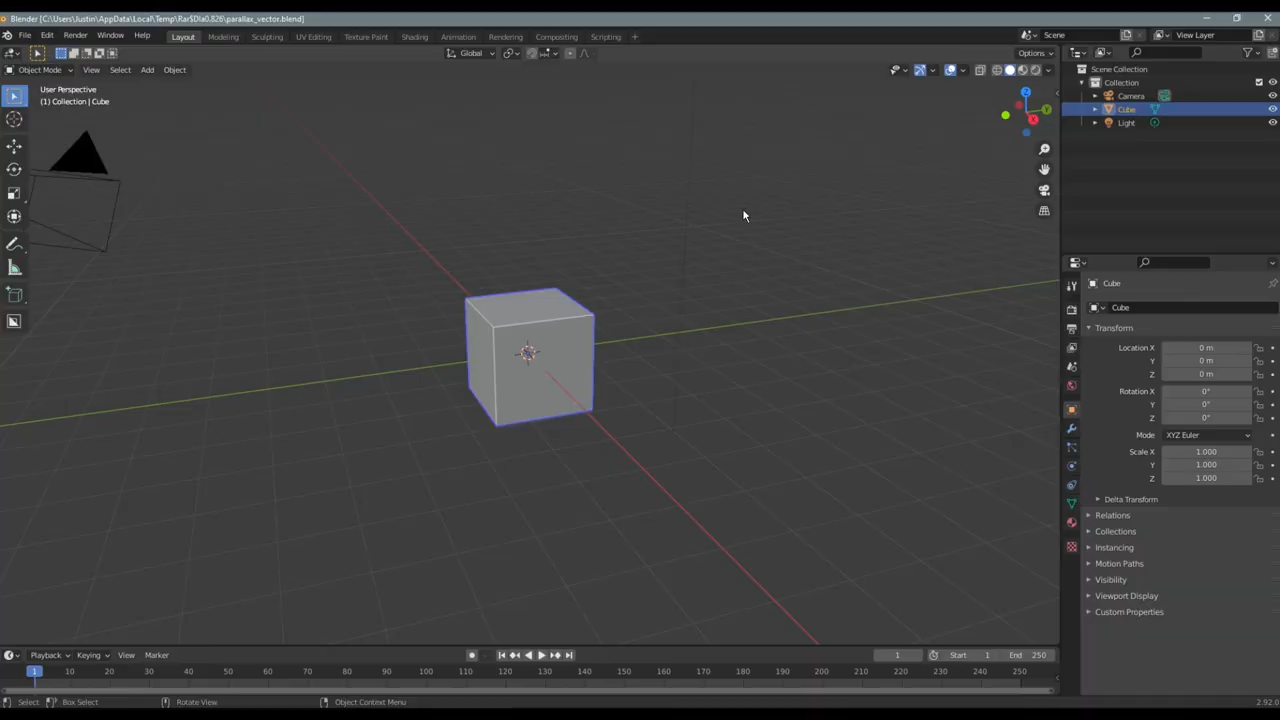 Blender [C:\Users\Justin\AppData\Local\Temp\Rar$DIa0.826\parallax_vector.blend]
File Edit Render Window Help Layout Modeling Sculpting UV Editing Texture Paint Shading Animation Rendering Compositing Scripting + Scene View Layer
Global Options
Object Mode View Select Add Object
User Perspective
(1) Collection | Cube
Z
Y
X
Scene Collection
Collection
Camera
Cube
Light
Cube
Cube
Transform
Location X 0 m
Y 0 m
Z 0 m
Rotation X 0°
Y 0°
Z 0°
Mode XYZ Euler
Scale X 1.000
Y 1.000
Z 1.000
Delta Transform
Relations
Collections
Instancing
Motion Paths
Visibility
Viewport Display
Custom Properties
Playback Keying View Marker 1 Start 1 End 250
1 10 20 30 40 50 60 70 80 90 100 110 120 130 140 150 160 170 180 190 200 210 220 230 240 250
Select Box Select Rotate View Object Context Menu 2.92.0